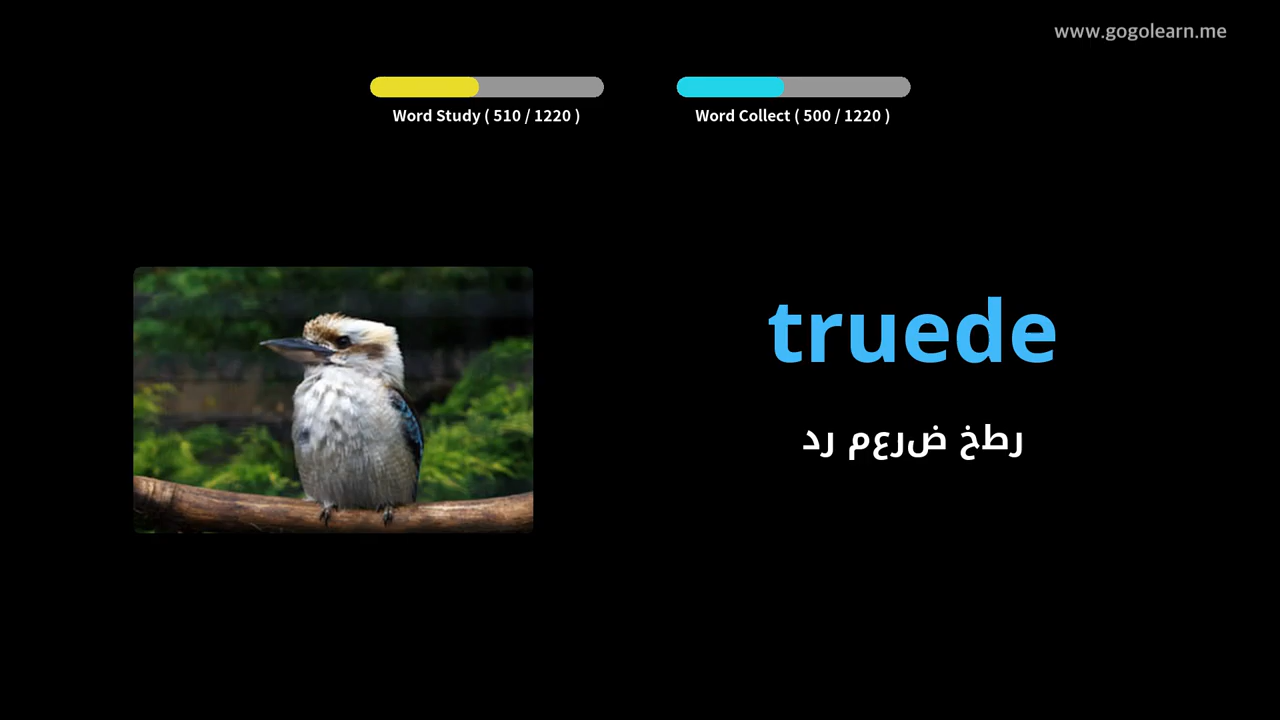 www.gogolearn.me
Word Study ( 510 / 1220 )
Word Collect ( 500 / 1220 )
truede
رطخ ضرعم رد